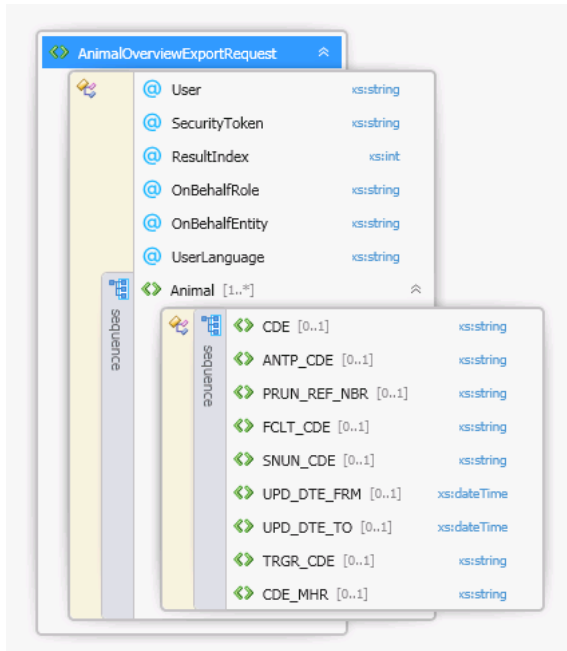 AnimalOverviewExportRequest
@ User xs:string
@ SecurityToken xs:string
@ ResultIndex xs:int
@ OnBehalfRole xs:string
@ OnBehalfEntity xs:string
@ UserLanguage xs:string
Animal [1..*]
sequence
sequence
CDE [0..1] xs:string
ANTP_CDE [0..1] xs:string
PRUN_REF_NBR [0..1] xs:string
FCLT_CDE [0..1] xs:string
SNUN_CDE [0..1] xs:string
UPD_DTE_FRM [0..1] xs:dateTime
UPD_DTE_TO [0..1] xs:dateTime
TRGR_CDE [0..1] xs:string
CDE_MHR [0..1] xs:string